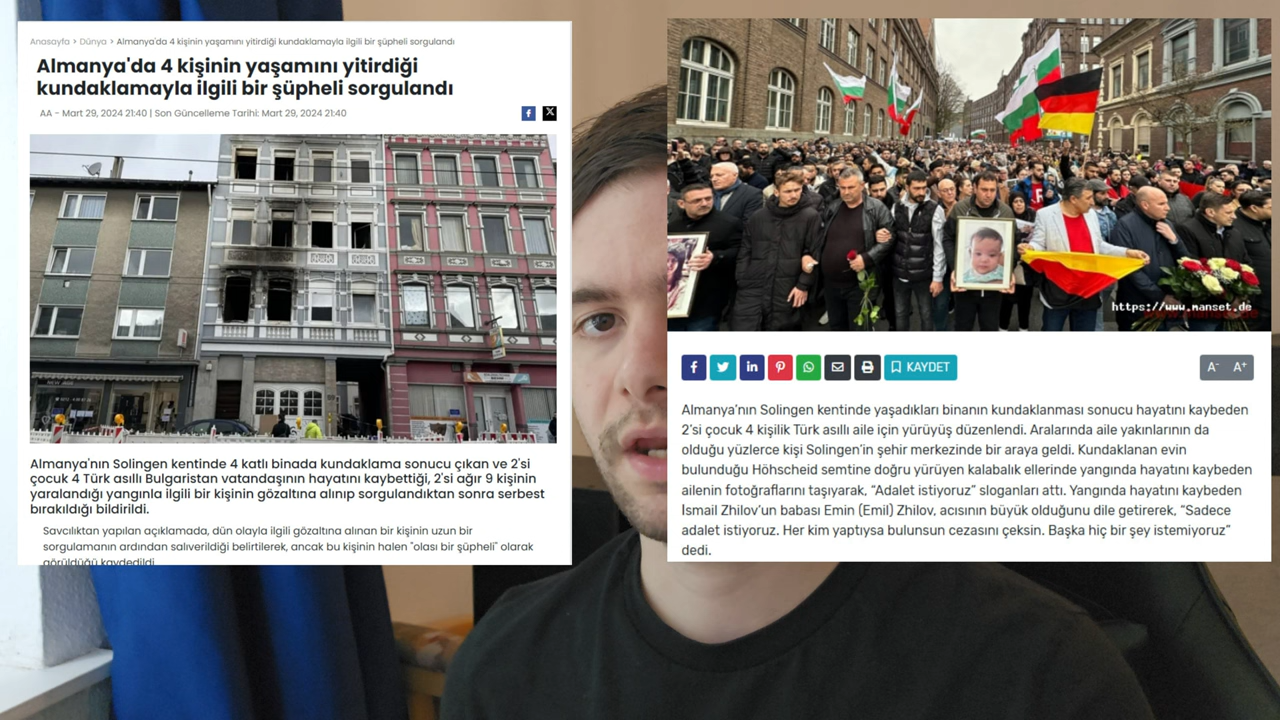 Anasayfa > Dünya > Almanya'da 4 kişinin yaşamını yitirdiği kundaklamayla ilgili bir şüpheli sorgulandı
Almanya'da 4 kişinin yaşamını yitirdiği
kundaklamayla ilgili bir şüpheli sorgulandı
AA - Mart 29, 2024 21:40 | Son Güncelleme Tarihi: Mart 29, 2024 21:40
Almanya'nın Solingen kentinde 4 katlı binada kundaklama sonucu çıkan ve 2'si
çocuk 4 Türk asıllı Bulgaristan vatandaşının hayatını kaybettiği, 2'si ağır 9 kişinin
yaralandığı yangınla ilgili bir kişinin gözaltına alınıp sorgulandıktan sonra serbest
bırakıldığı bildirildi.
Savcılıktan yapılan açıklamada, dün olayla ilgili gözaltına alınan bir kişinin uzun bir
sorgulamanın ardından salıverildiği belirtilerek, ancak bu kişinin halen "olası bir şüpheli" olarak
görüldüğü kaydedildi
https://www.manset.de
KAYDET
A- A+
Almanya'nın Solingen kentinde yaşadıkları binanın kundaklanması sonucu hayatını kaybeden
2'si çocuk 4 kişilik Türk asıllı aile için yürüyüş düzenlendi. Aralarında aile yakınlarının da
olduğu yüzlerce kişi Solingen'in şehir merkezinde bir araya geldi. Kundaklanan evin
bulunduğu Höhscheid semtine doğru yürüyen kalabalık ellerinde yangında hayatını kaybeden
ailenin fotoğraflarını taşıyarak, "Adalet istiyoruz" sloganları attı. Yangında hayatını kaybeden
İsmail Zhilov'un babası Emin (Emil) Zhilov, acısının büyük olduğunu dile getirerek, "Sadece
adalet istiyoruz. Her kim yaptıysa bulunsun cezasını çeksin. Başka hiç bir şey istemiyoruz"
dedi.